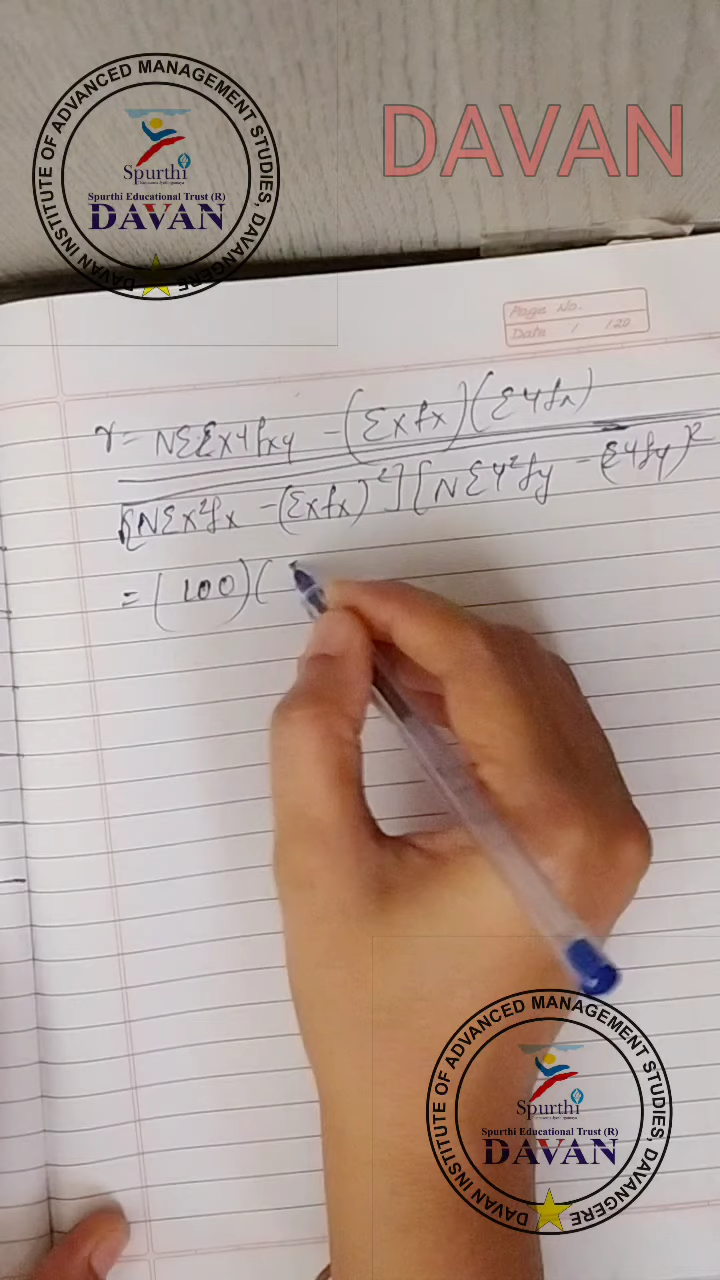 DAVAN INSTITUTE OF ADVANCED MANAGEMENT STUDIES, DAVANGERE
Spurthi
Spurthi Educational Trust (R)
DAVAN
DAVAN
Page No.
Date / /20
r = NΣΣxyfxy - (Σxfx)(Σyfx)
[NΣx²fx - (Σxfx)²][NΣy²fy - (Σyfy)²
= (100)(
DAVAN INSTITUTE OF ADVANCED MANAGEMENT STUDIES, DAVANGERE
Spurthi
Spurthi Educational Trust (R)
DAVAN